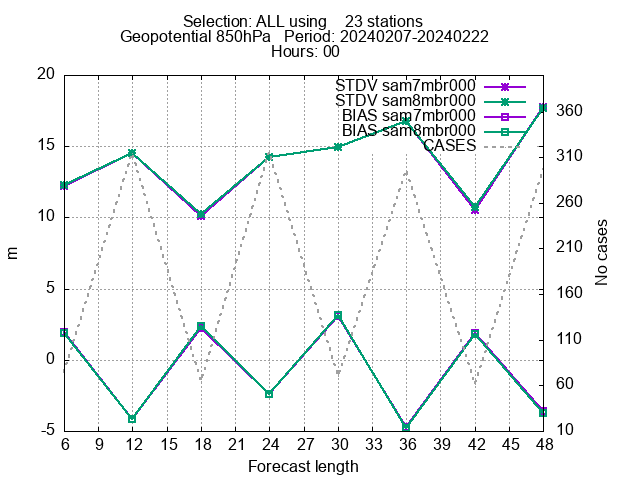 Selection: ALL using    23 stations
Geopotential 850hPa   Period: 20240207-20240222
Hours: 00
STDV sam7mbr000
STDV sam8mbr000
BIAS sam7mbr000
BIAS sam8mbr000
CASES
20
15
10
5
0
-5
m
360
310
260
210
160
110
60
10
No cases
6 9 12 15 18 21 24 27 30 33 36 39 42 45 48
Forecast length